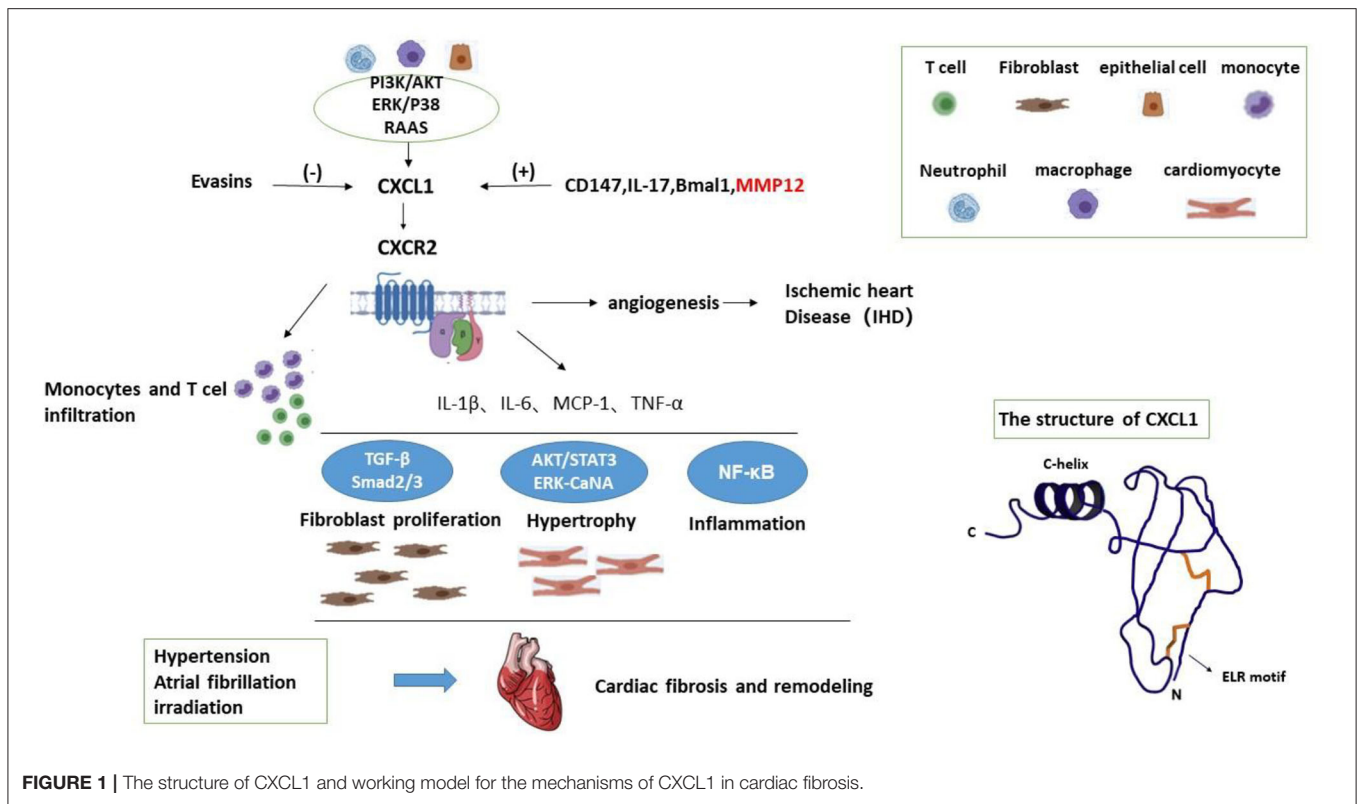 PI3K/AKT
ERK/P38
RAAS
Evasins
(-)
CXCL1
(+)
CD147,IL-17,Bmal1,MMP12
CXCR2
α
β
γ
angiogenesis
Ischemic heart
Disease（IHD）
Monocytes and T cel
infiltration
IL-1β、IL-6、MCP-1、TNF-α
TGF-β
Smad2/3
AKT/STAT3
ERK-CaNA
NF-κB
Fibroblast proliferation
Hypertrophy
Inflammation
Hypertension
Atrial fibrillation
irradiation
Cardiac fibrosis and remodeling
T cell
Fibroblast
epithelial cell
monocyte
Neutrophil
macrophage
cardiomyocyte
The structure of CXCL1
C-helix
C
ELR motif
N
FIGURE 1 | The structure of CXCL1 and working model for the mechanisms of CXCL1 in cardiac fibrosis.